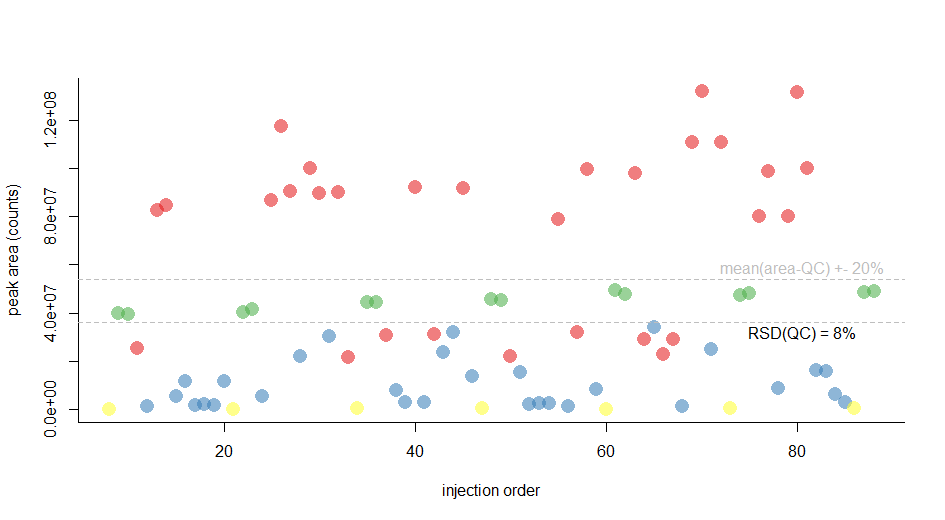 1.2e+08
8.0e+07
4.0e+07
0.0e+00
peak area (counts)
mean(area-QC) +- 20%
RSD(QC) = 8%
20 40 60 80
injection order